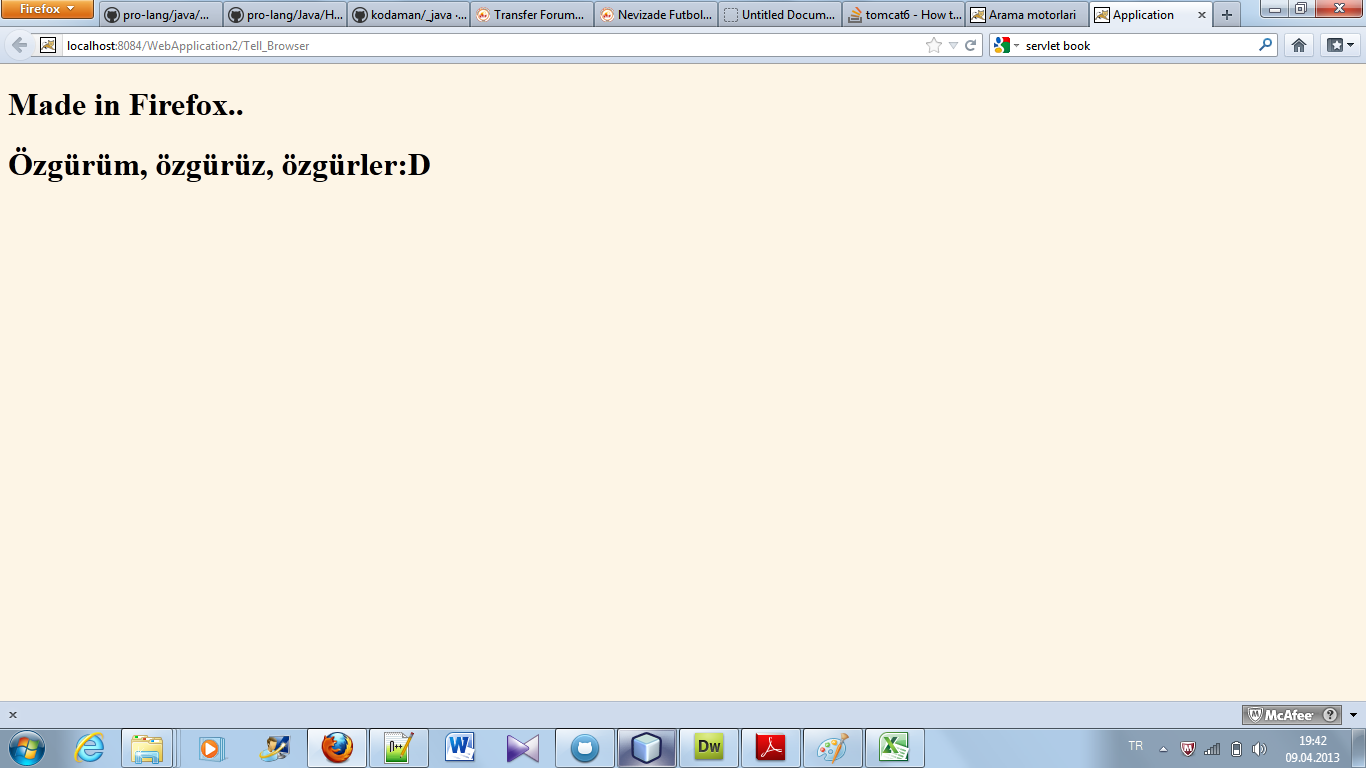 Firefox
pro-lang/java/...
pro-lang/Java/H...
kodaman/_java ·...
Transfer Forum...
Nevizade Futbol...
Untitled Docum...
tomcat6 - How t...
Arama motorlari
Application
localhost:8084/WebApplication2/Tell_Browser
servlet book
Made in Firefox..
Özgürüm, özgürüz, özgürler:D
McAfee
TR
19:42
09.04.2013
n++
W
Dw